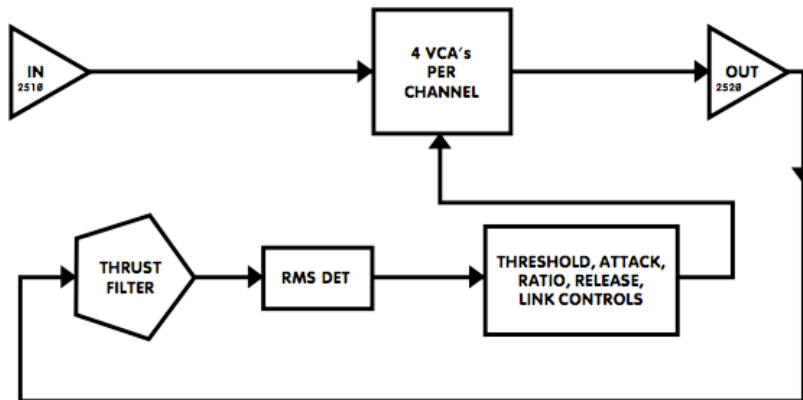 IN
2510
4 VCA's
PER
CHANNEL
OUT
2520
THRUST
FILTER
RMS DET
THRESHOLD, ATTACK,
RATIO, RELEASE,
LINK CONTROLS